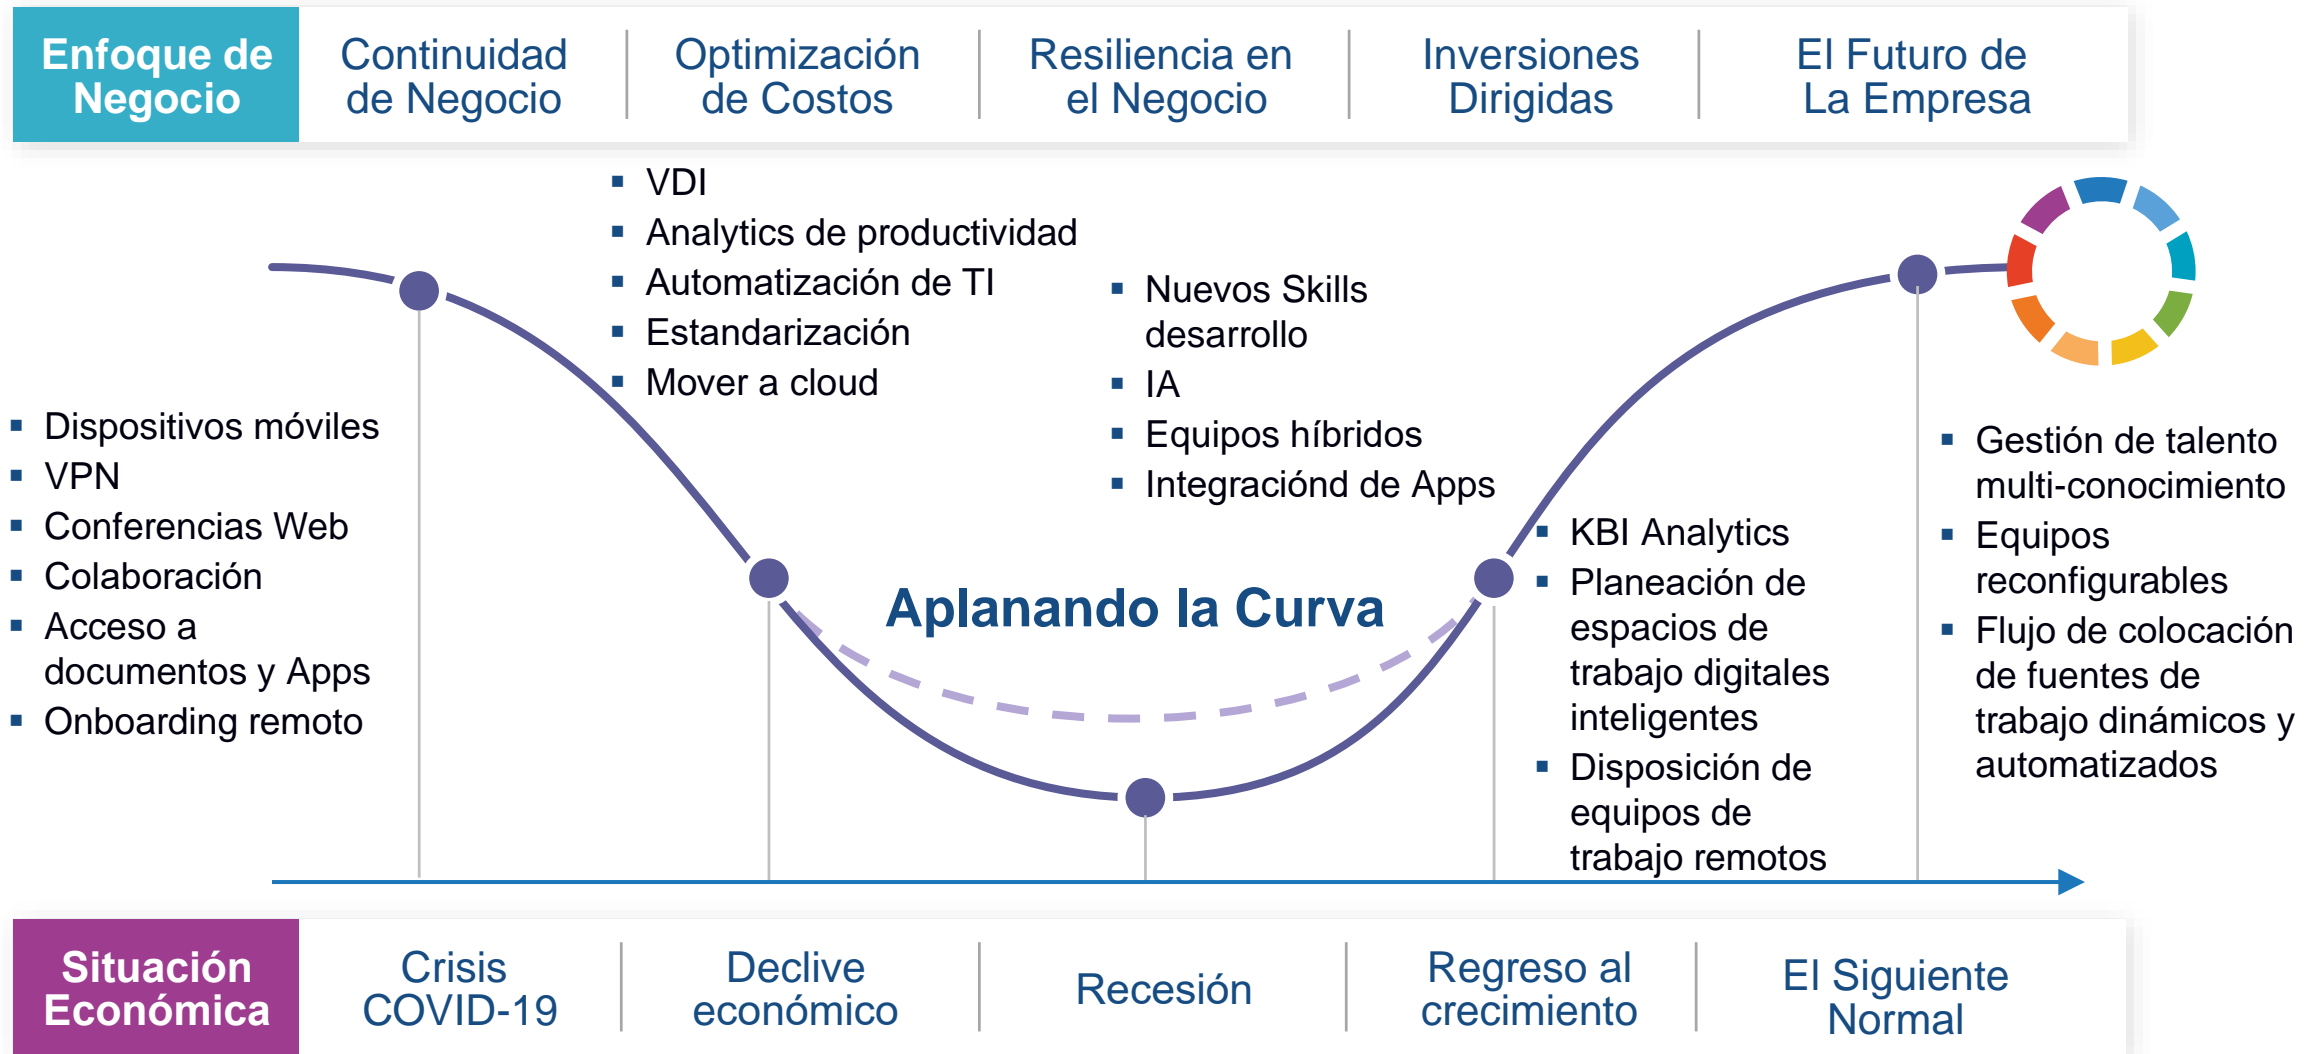 Enfoque de
Negocio
Continuidad
de Negocio
Optimización
de Costos
Resiliencia en
el Negocio
Inversiones
Dirigidas
El Futuro de
La Empresa
Dispositivos móviles
VPN
Conferencias Web
Colaboración
Acceso a
documentos y Apps
Onboarding remoto
VDI
Analytics de productividad
Automatización de TI
Estandarización
Mover a cloud
Nuevos Skills
desarrollo
IA
Equipos híbridos
Integraciónd de Apps
Aplanando la Curva
KBI Analytics
Planeación de
espacios de
trabajo digitales
inteligentes
Disposición de
equipos de
trabajo remotos
Gestión de talento
multi-conocimiento
Equipos
reconfigurables
Flujo de colocación
de fuentes de
trabajo dinámicos y
automatizados
Situación
Económica
Crisis
COVID-19
Declive
económico
Recesión
Regreso al
crecimiento
El Siguiente
Normal